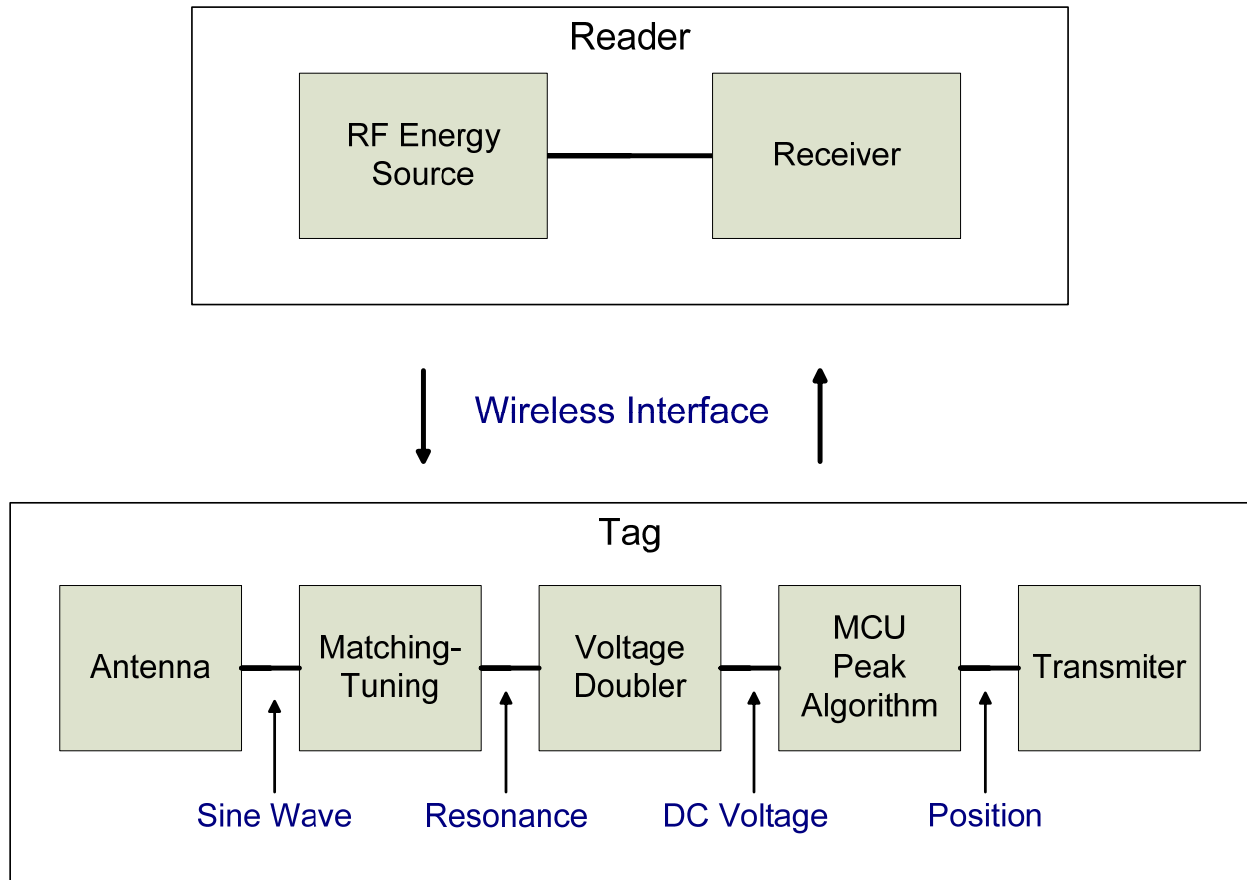 Reader
RF Energy
Source
Receiver
Wireless Interface
Tag
Antenna
Matching-
Tuning
Voltage
Doubler
MCU
Peak
Algorithm
Transmiter
Sine Wave
Resonance
DC Voltage
Position